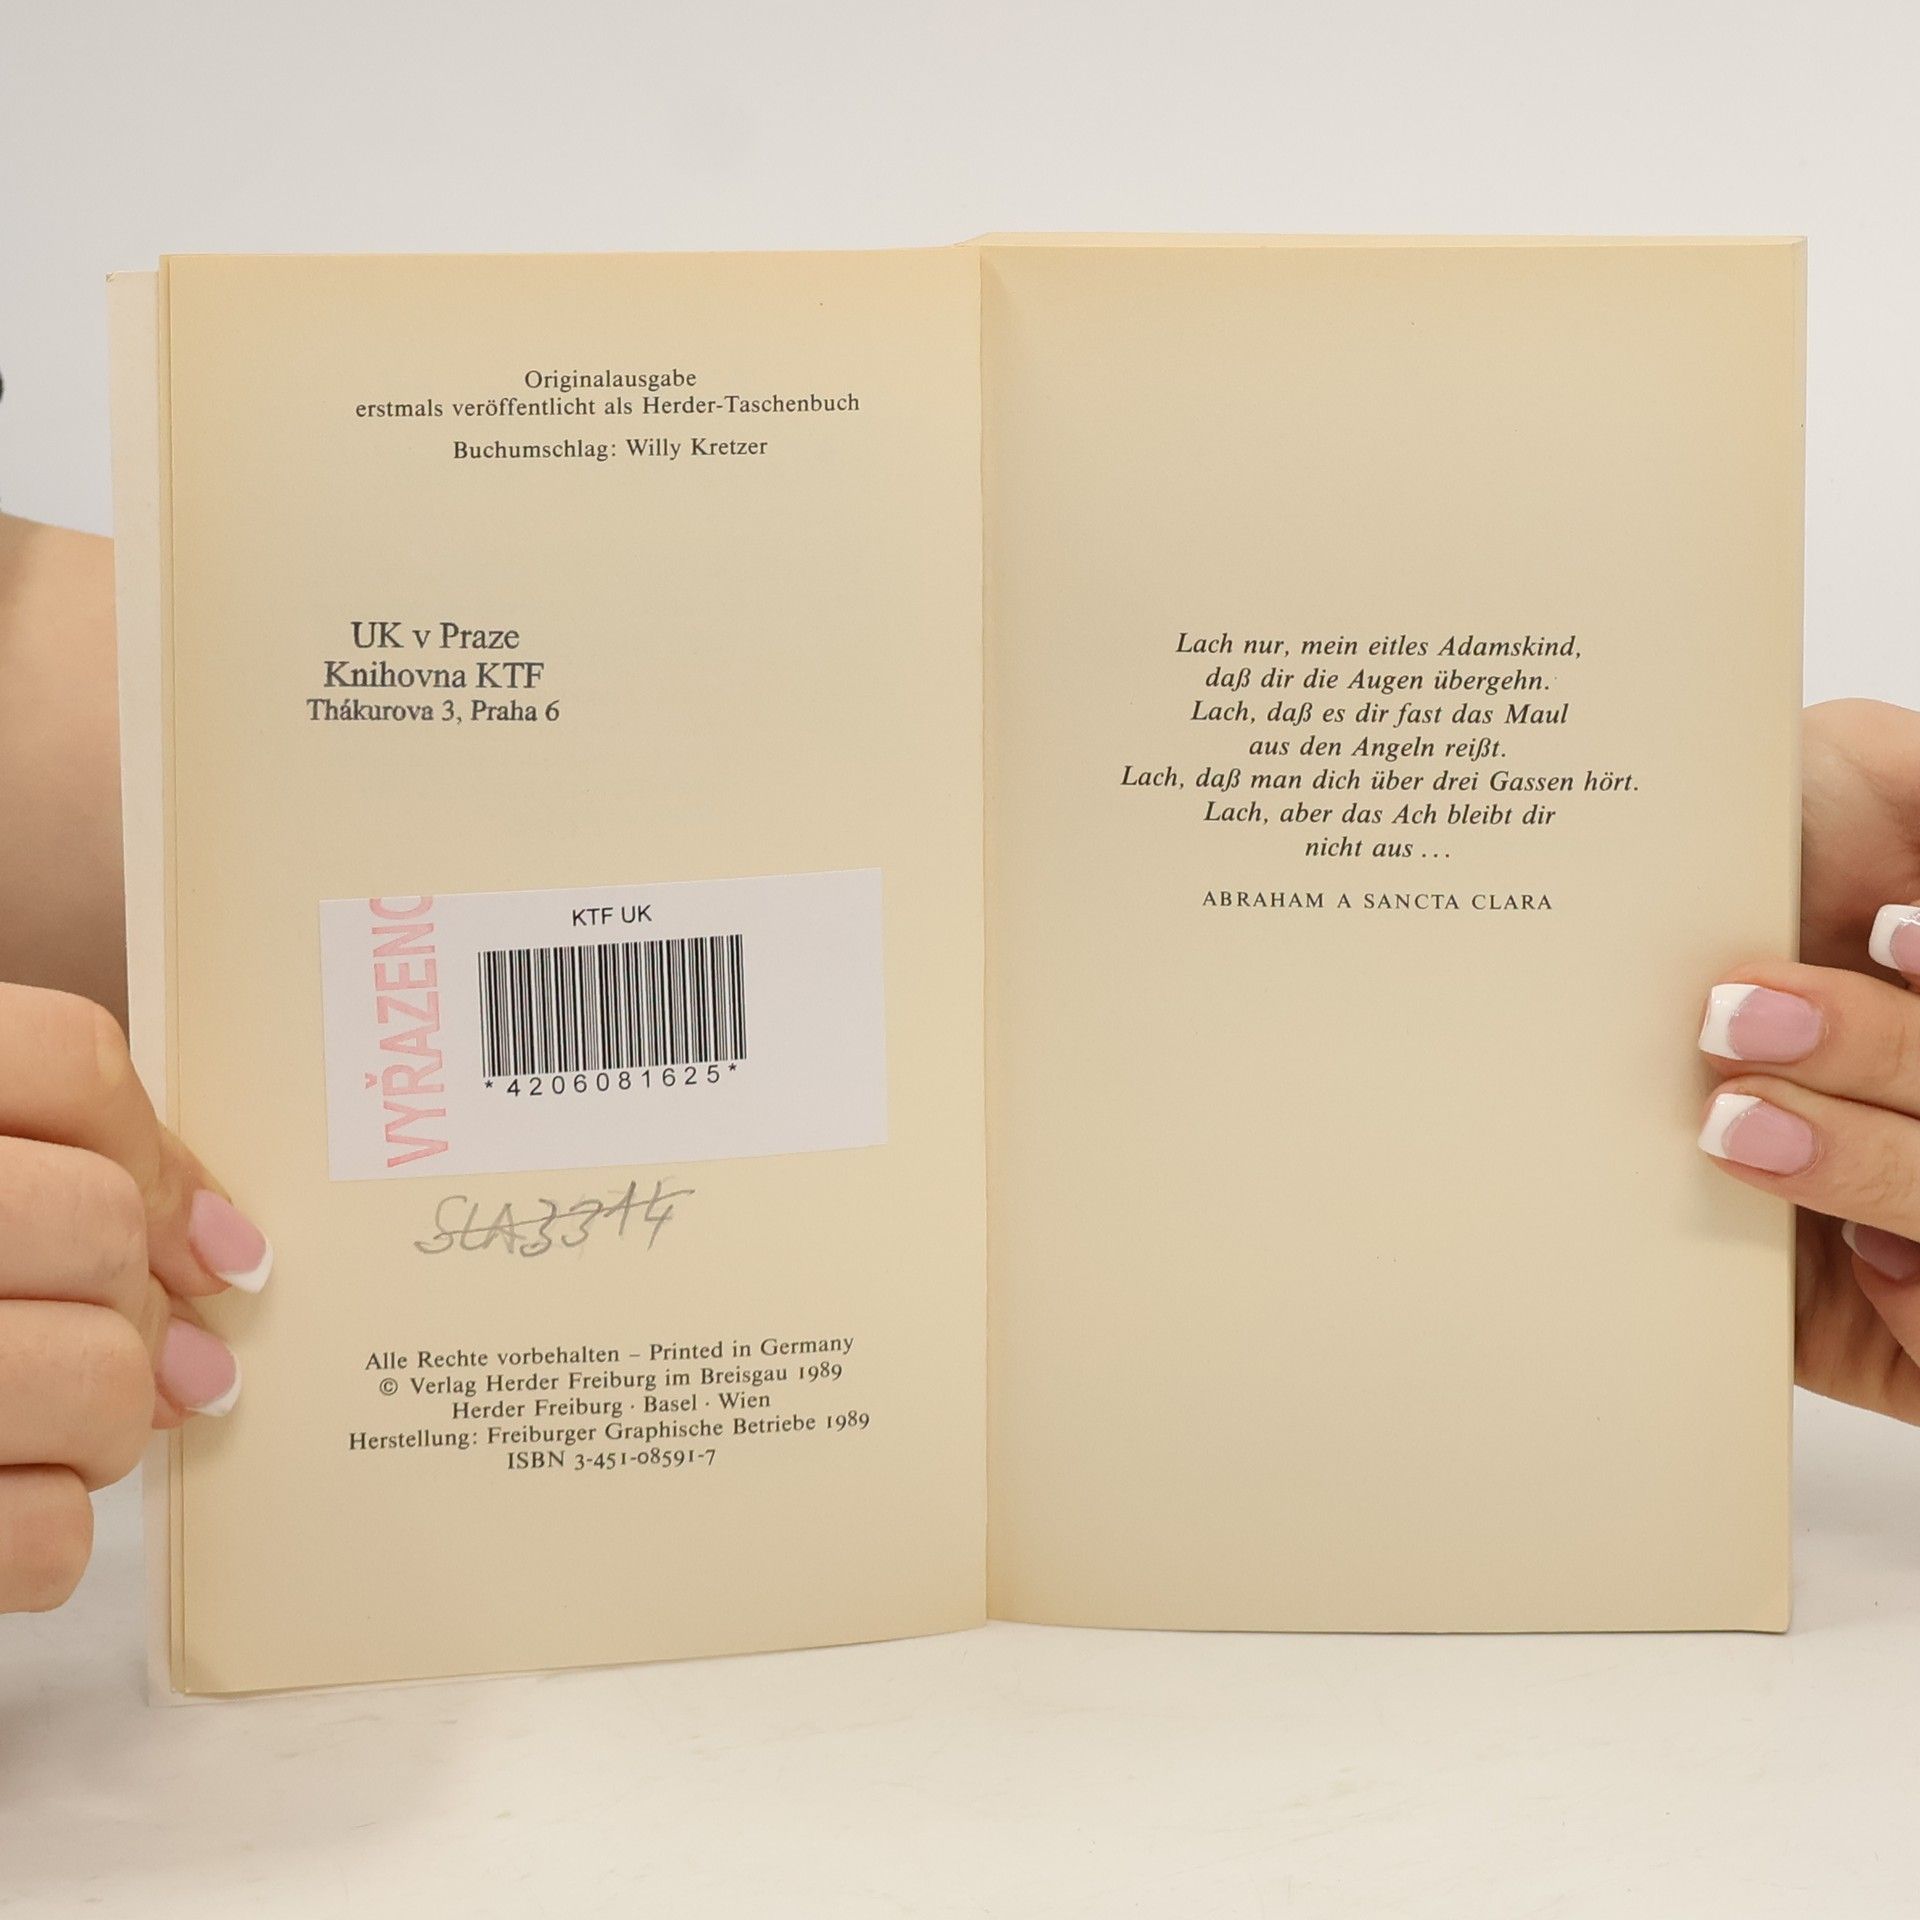 Originalausgabe
erstmals veröffentlicht als Herder-Taschenbuch
Buchumschlag: Willy Kretzer
UK v Praze
Knihovna KTF
Thákurova 3, Praha 6
VYŘAZENO
KTF UK
*4206081625*
Alle Rechte vorbehalten – Printed in Germany
© Verlag Herder Freiburg im Breisgau 1989
Herder Freiburg · Basel · Wien
Herstellung: Freiburger Graphische Betriebe 1989
ISBN 3-451-08591-7
Lach nur, mein eitles Adamskind,
daß dir die Augen übergehn.
Lach, daß es dir fast das Maul
aus den Angeln reißt.
Lach, daß man dich über drei Gassen hört.
Lach, aber das Ach bleibt dir
nicht aus ...
ABRAHAM A SANCTA CLARA